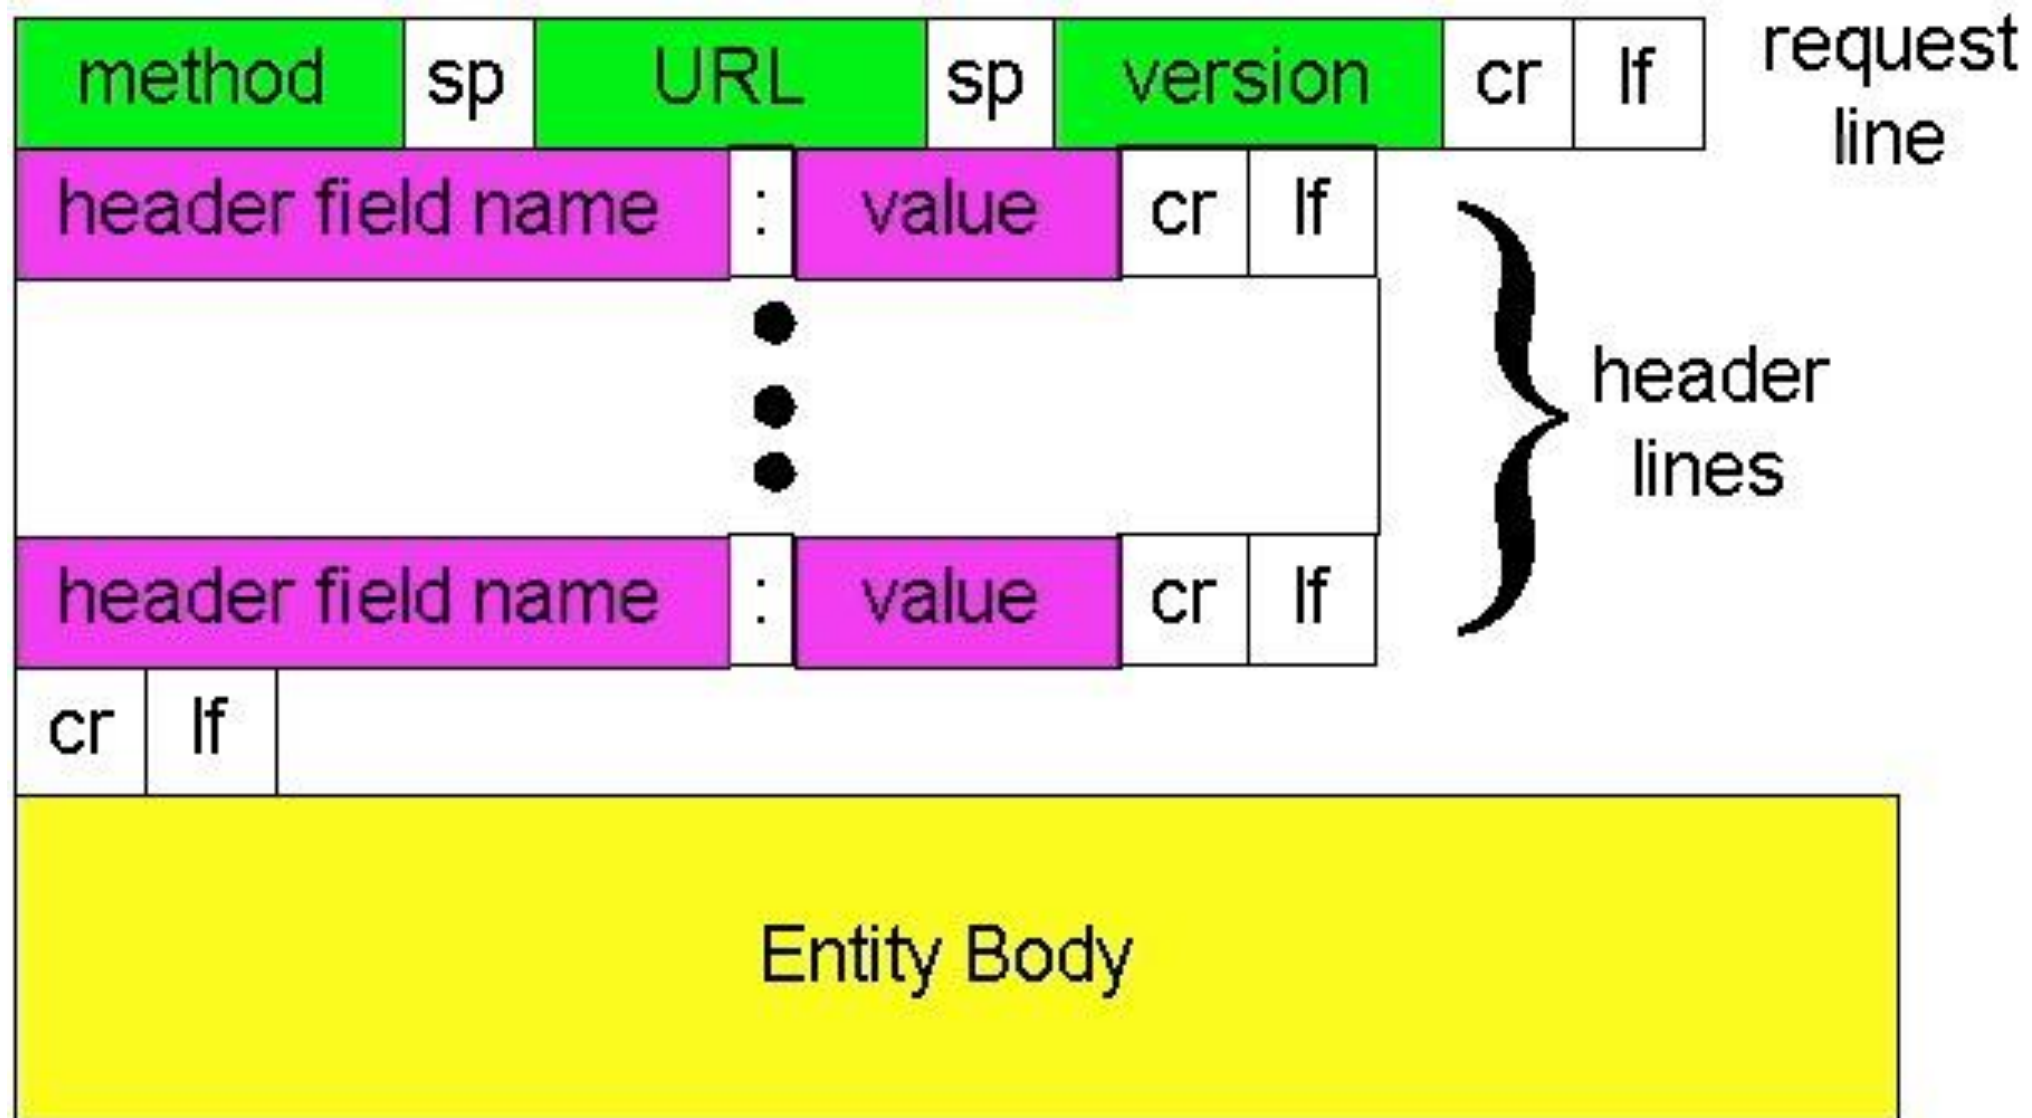 method sp URL sp version cr lf
request
line
header field name : value cr lf
header
lines
header field name : value cr lf
cr lf
Entity Body